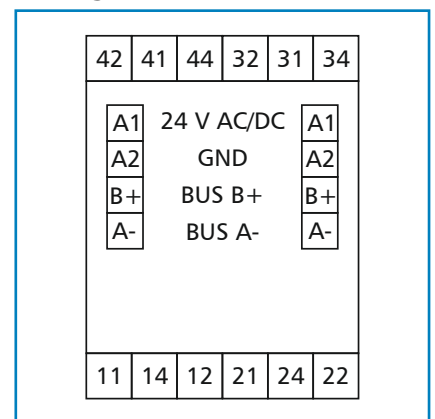 42 41 44 32 31 34
A1 24 V AC/DC A1
A2 GND A2
B+ BUS B+ B+
A- BUS A- A-
11 14 12 21 24 22